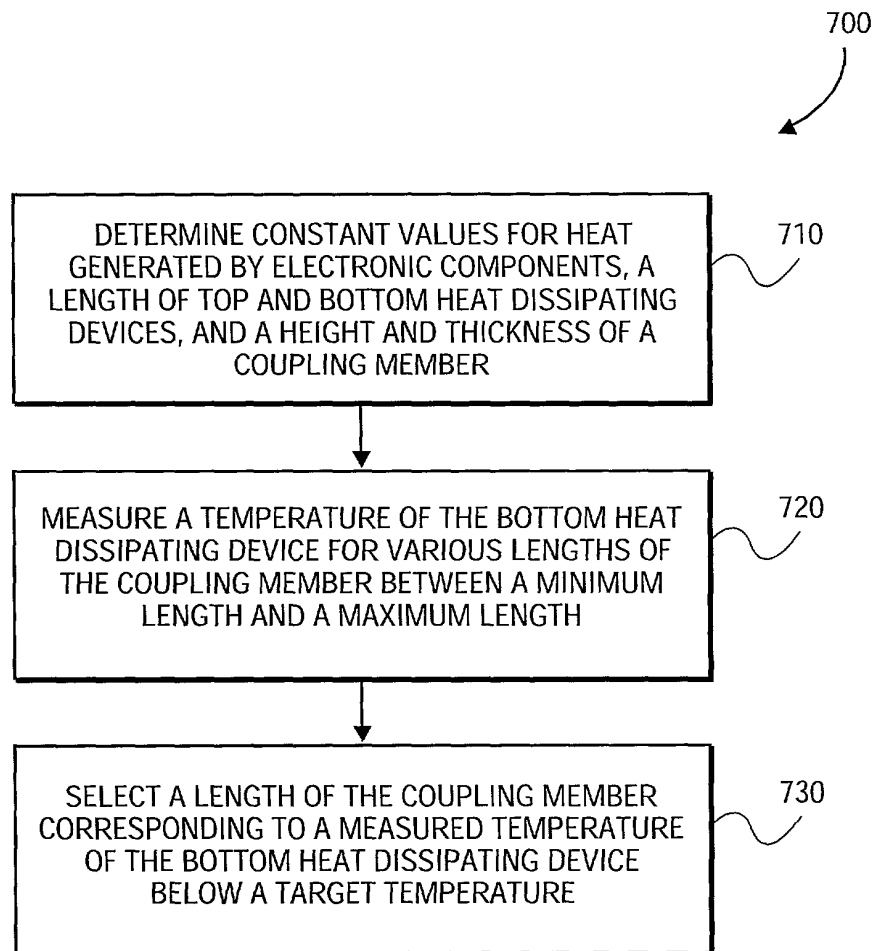 700
DETERMINE CONSTANT VALUES FOR HEAT
GENERATED BY ELECTRONIC COMPONENTS, A
LENGTH OF TOP AND BOTTOM HEAT DISSIPATING
DEVICES, AND A HEIGHT AND THICKNESS OF A
COUPLING MEMBER
710
MEASURE A TEMPERATURE OF THE BOTTOM HEAT
DISSIPATING DEVICE FOR VARIOUS LENGTHS OF
THE COUPLING MEMBER BETWEEN A MINIMUM
LENGTH AND A MAXIMUM LENGTH
720
SELECT A LENGTH OF THE COUPLING MEMBER
CORRESPONDING TO A MEASURED TEMPERATURE
OF THE BOTTOM HEAT DISSIPATING DEVICE
BELOW A TARGET TEMPERATURE
730